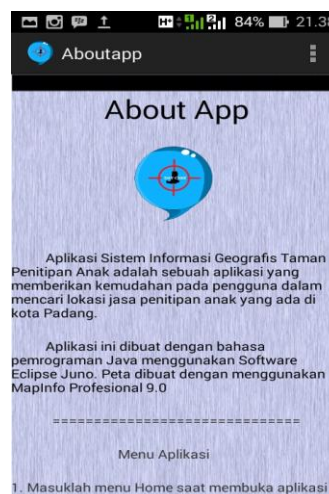 84% 21.38
Aboutapp
About App
Aplikasi Sistem Informasi Geografis Taman
Penitipan Anak adalah sebuah aplikasi yang
memberikan kemudahan pada pengguna dalam
mencari lokasi jasa penitipan anak yang ada di
kota Padang.
Aplikasi ini dibuat dengan bahasa
pemrograman Java menggunakan Software
Eclipse Juno. Peta dibuat dengan menggunakan
MapInfo Profesional 9.0
==============================
Menu Aplikasi
1. Masuklah menu Home saat membuka aplikasi